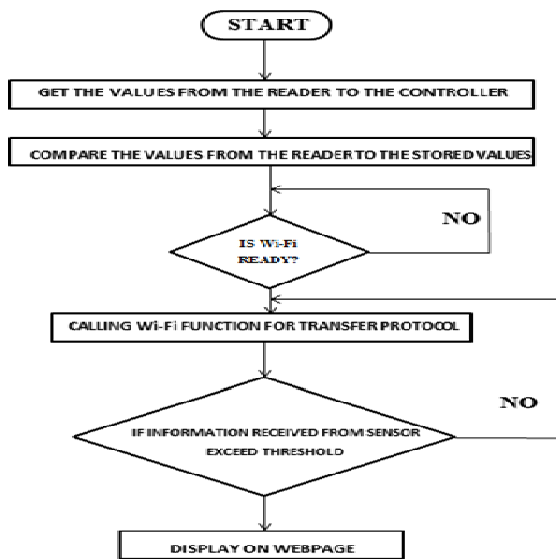 START
GET THE VALUES FROM THE READER TO THE CONTROLLER
COMPARE THE VALUES FROM THE READER TO THE STORED VALUES
NO
IS Wi-Fi
READY?
CALLING Wi-Fi FUNCTION FOR TRANSFER PROTOCOL
NO
IF INFORMATION RECEIVED FROM SENSOR
EXCEED THRESHOLD
DISPLAY ON WEBPAGE